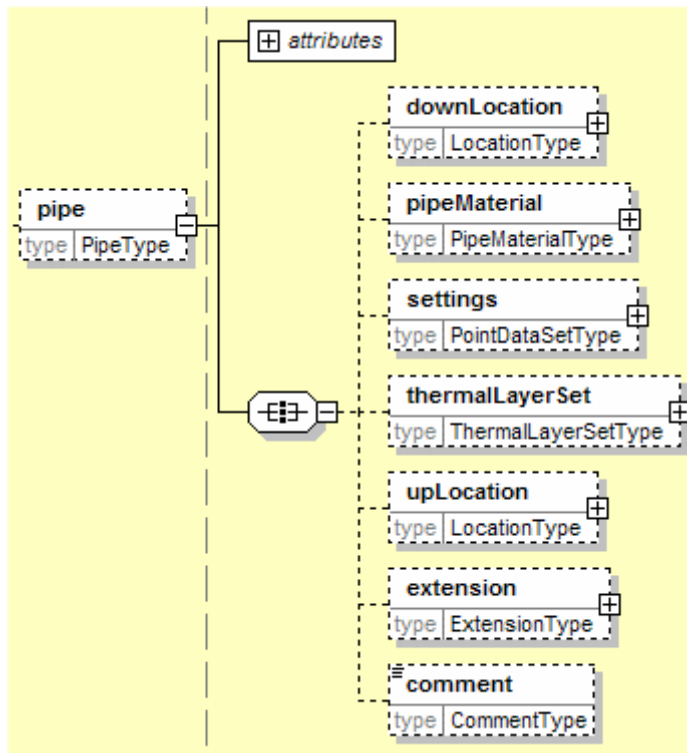 attributes
downLocation
type LocationType
pipeMaterial
type PipeMaterialType
pipe
type PipeType
settings
type PointDataSetType
thermalLayerSet
type ThermalLayerSetType
upLocation
type LocationType
extension
type ExtensionType
comment
type CommentType